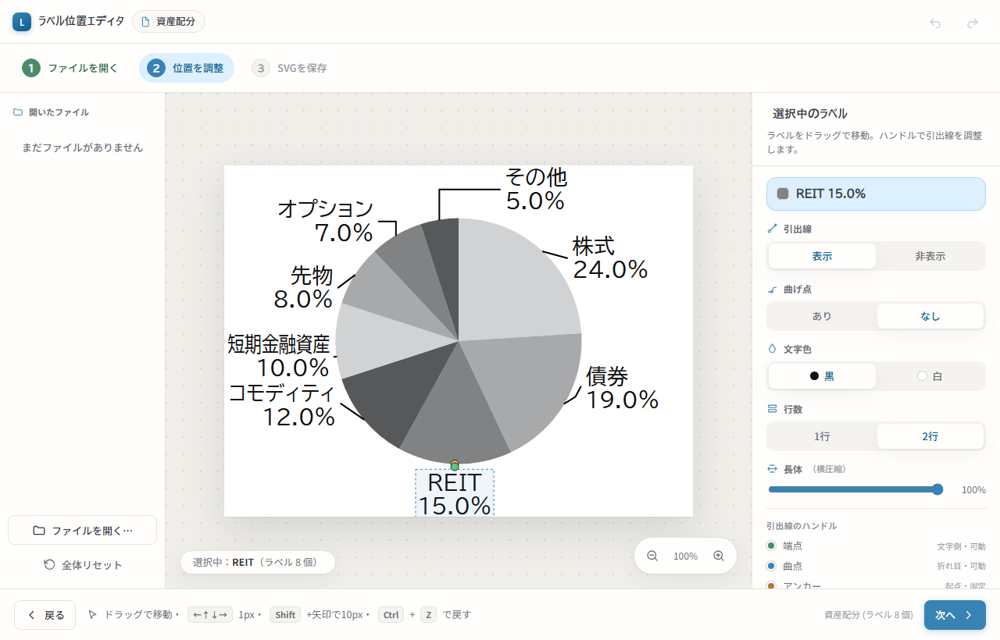 L ラベル位置エディタ 資産配分
1 ファイルを開く 2 位置を調整 3 SVGを保存
開いたファイル
まだファイルがありません
ファイルを開く…
全体リセット
その他
5.0%
オプション
7.0%
株式
24.0%
先物
8.0%
短期金融資産
10.0%
債券
19.0%
コモディティ
12.0%
REIT
15.0%
選択中：REIT（ラベル 8 個）
100%
選択中のラベル
ラベルをドラッグで移動。ハンドルで引出線を調整
します。
REIT 15.0%
引出線
表示 非表示
曲げ点
あり なし
文字色
黒 白
行数
1行 2行
長体 （横圧縮）
100%
引出線のハンドル
端点 文字側・可動
曲点 折れ目・可動
アンカー 起点・固定
戻る ドラッグで移動・ ←↑↓→ 1px・ Shift +矢印で10px・ Ctrl + Z で戻す
資産配分 (ラベル 8 個) 次へ